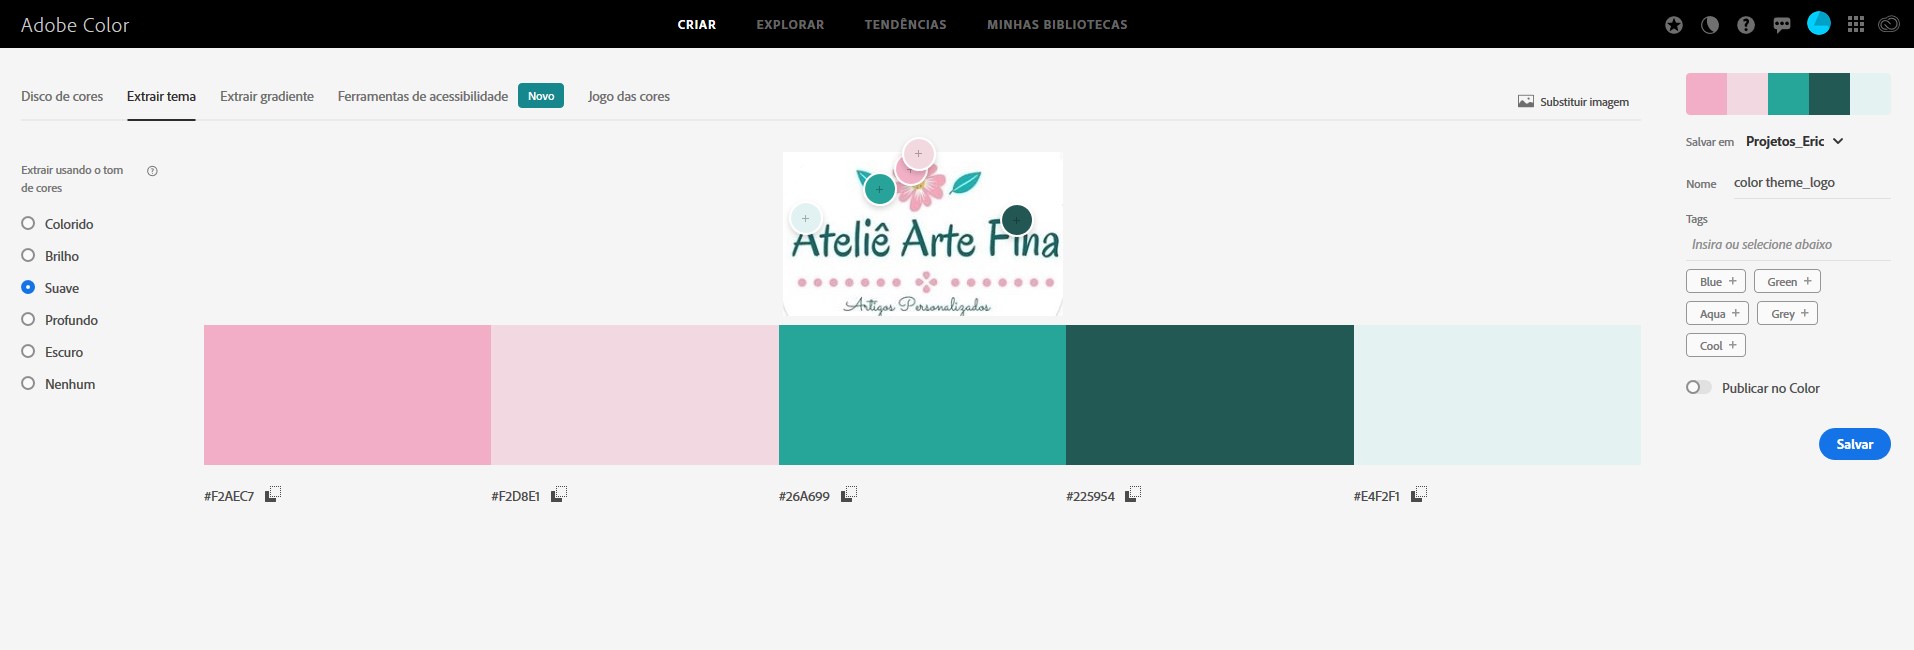 Adobe Color
CRIAR EXPLORAR TENDÊNCIAS MINHAS BIBLIOTECAS
Disco de cores Extrair tema Extrair gradiente Ferramentas de acessibilidade Novo Jogo das cores
Substituir imagem
Extrair usando o tom
de cores
Colorido
Brilho
Suave
Profundo
Escuro
Nenhum
Ateliê Arte Fina
Artigos Personalizados
#F2AEC7 #F2D8E1 #26A699 #225954 #E4F2F1
Salvar em Projetos_Eric
Nome color theme_logo
Tags
Insira ou selecione abaixo
Blue + Green +
Aqua + Grey +
Cool +
Publicar no Color
Salvar